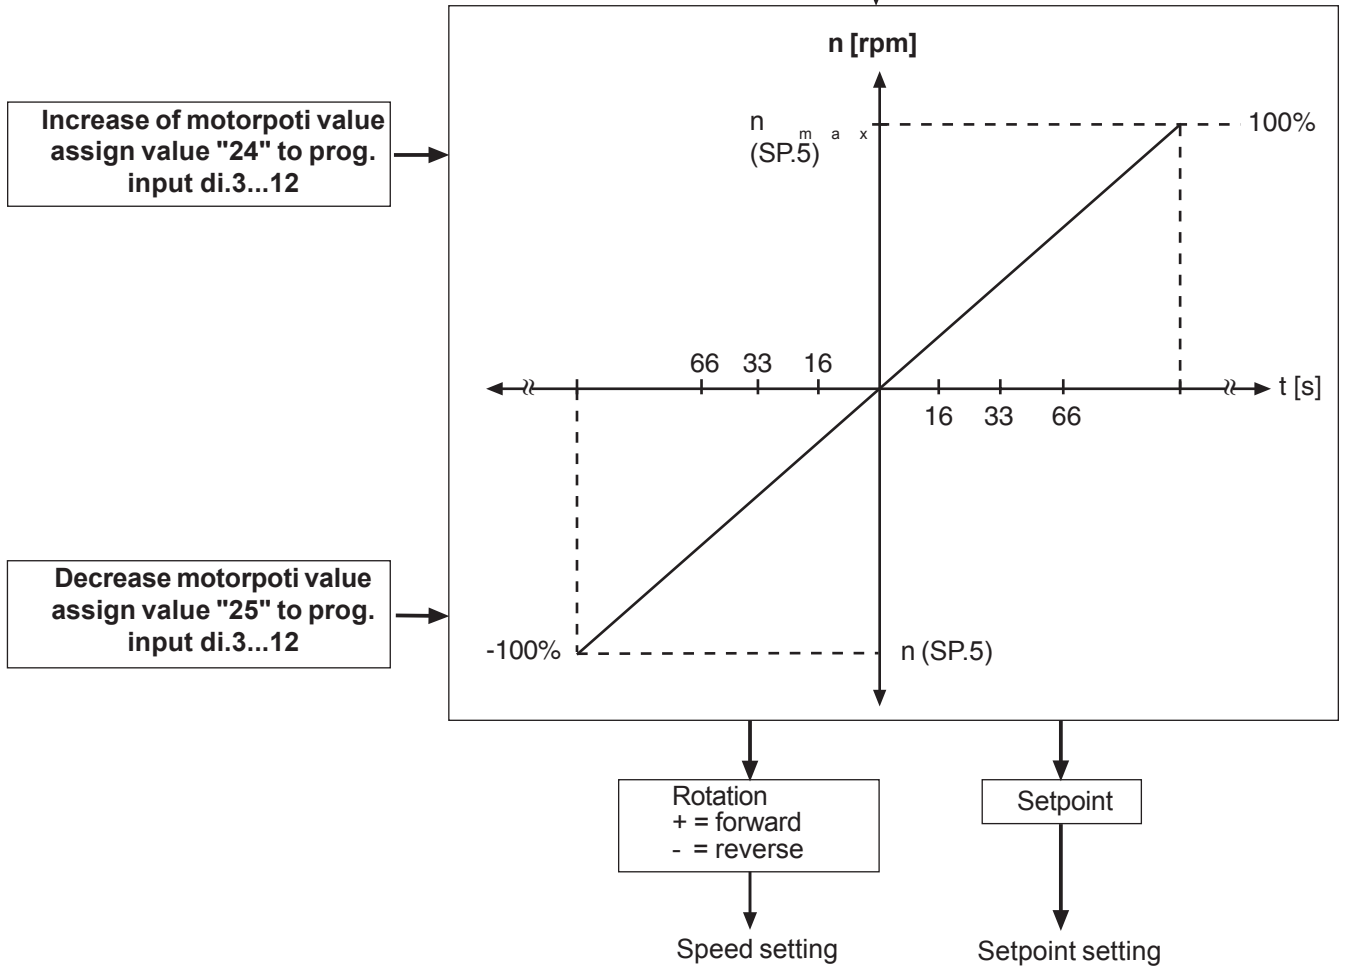 n [rpm]
Increase of motorpoti value
assign value "24" to prog.
input di.3...12
n max
(SP.5)
100%
66 33 16
t [s]
16 33 66
Decrease motorpoti value
assign value "25" to prog.
input di.3...12
-100%
n (SP.5)
Rotation
+ = forward
- = reverse
Setpoint
Speed setting
Setpoint setting